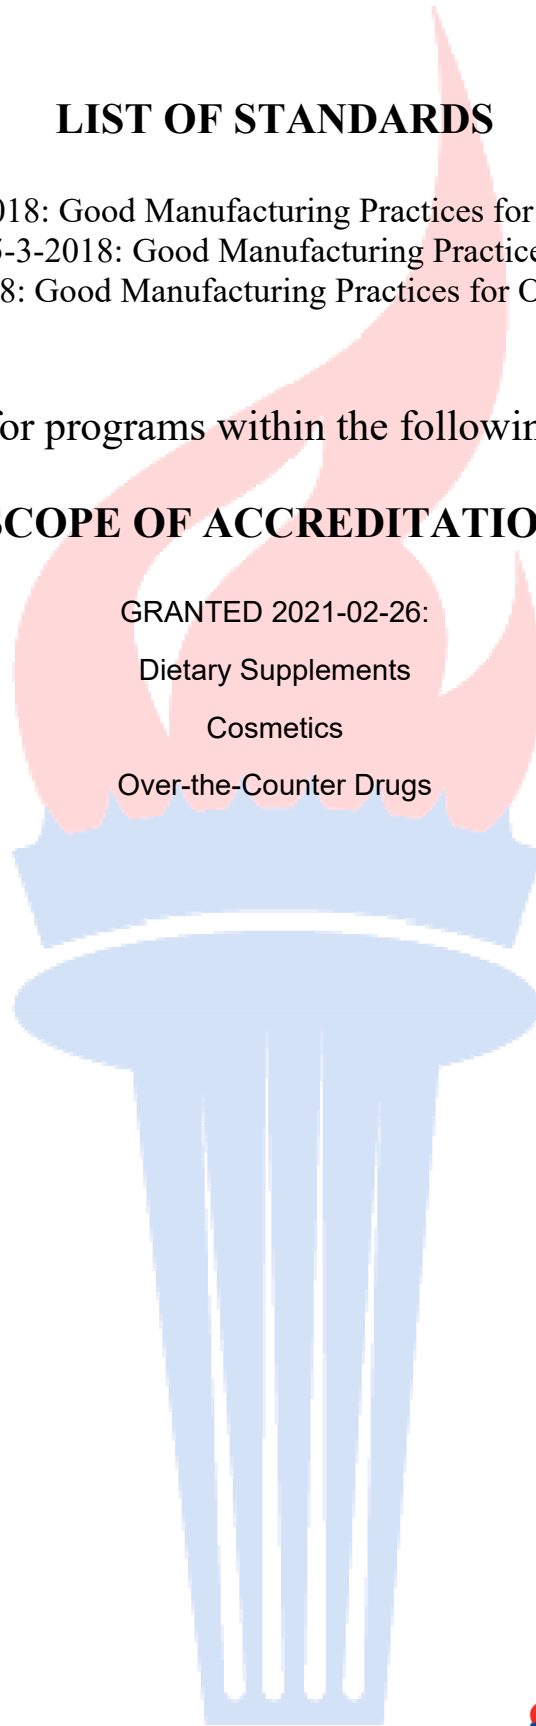 LIST OF STANDARDS
018: Good Manufacturing Practices for
5-3-2018: Good Manufacturing Practice
8: Good Manufacturing Practices for O
for programs within the followin
SCOPE OF ACCREDITATIO
GRANTED 2021-02-26:
Dietary Supplements
Cosmetics
Over-the-Counter Drugs